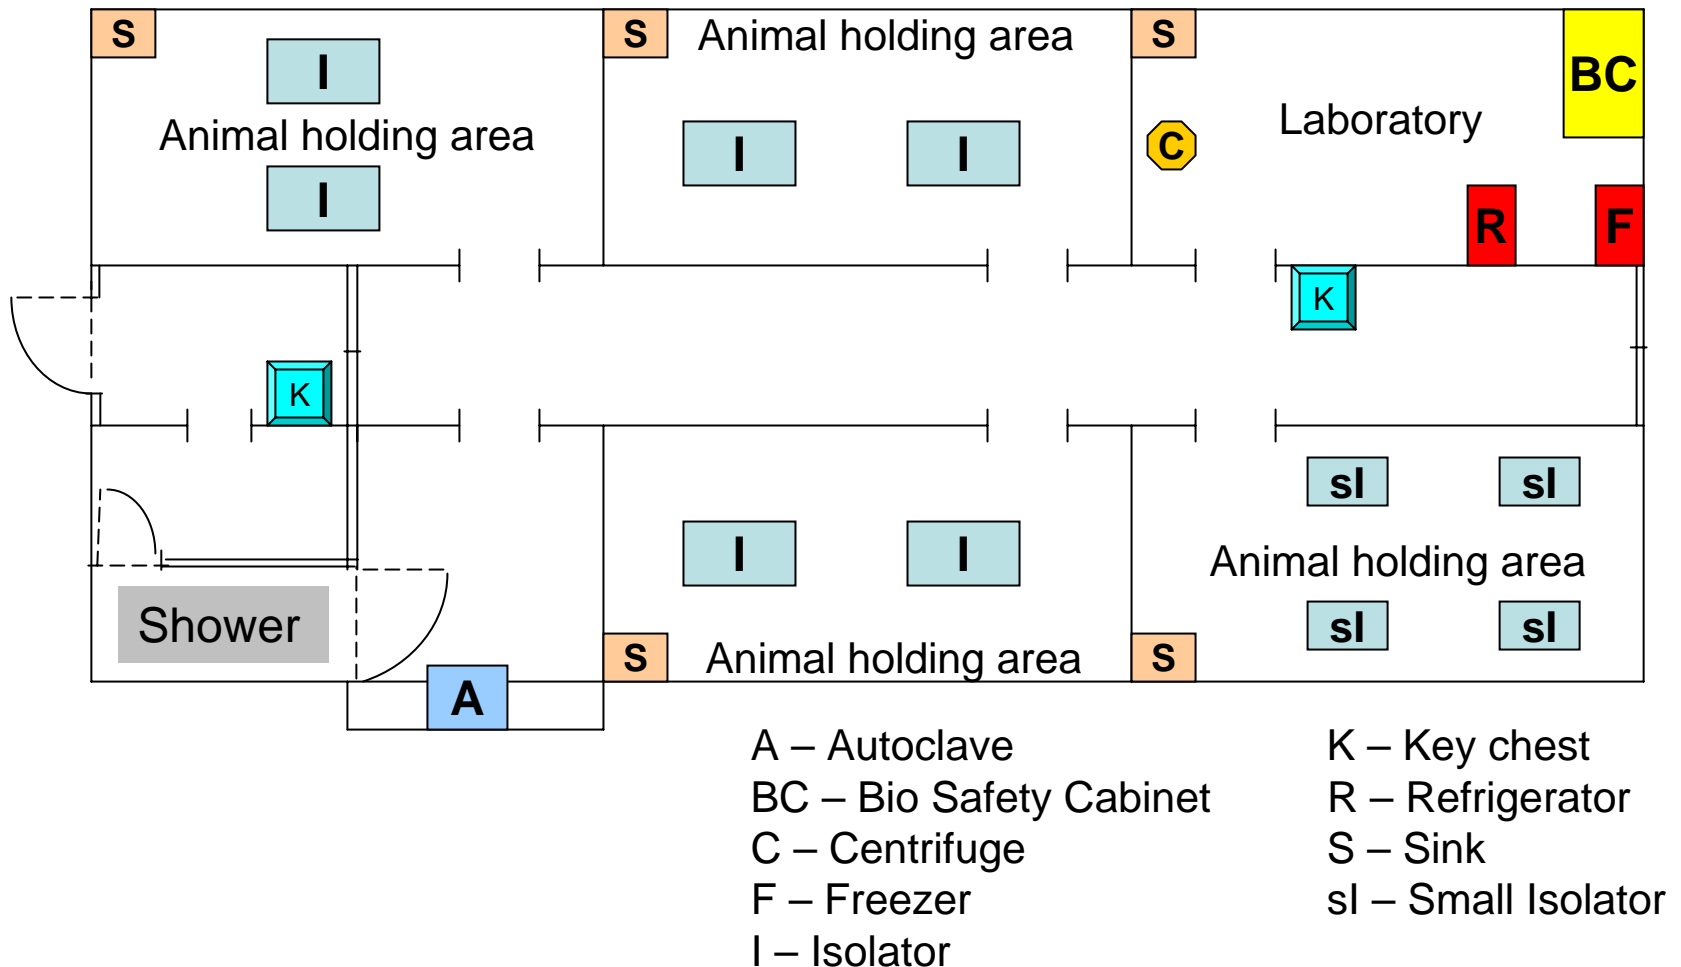 S
S
Animal holding area
S
I
BC
Laboratory
Animal holding area
I
I
C
I
R
F
K
K
sI
sI
I
I
Animal holding area
Shower
sI
sI
S
Animal holding area
S
A
A – Autoclave
BC – Bio Safety Cabinet
C – Centrifuge
F – Freezer
I – Isolator
K – Key chest
R – Refrigerator
S – Sink
sI – Small Isolator